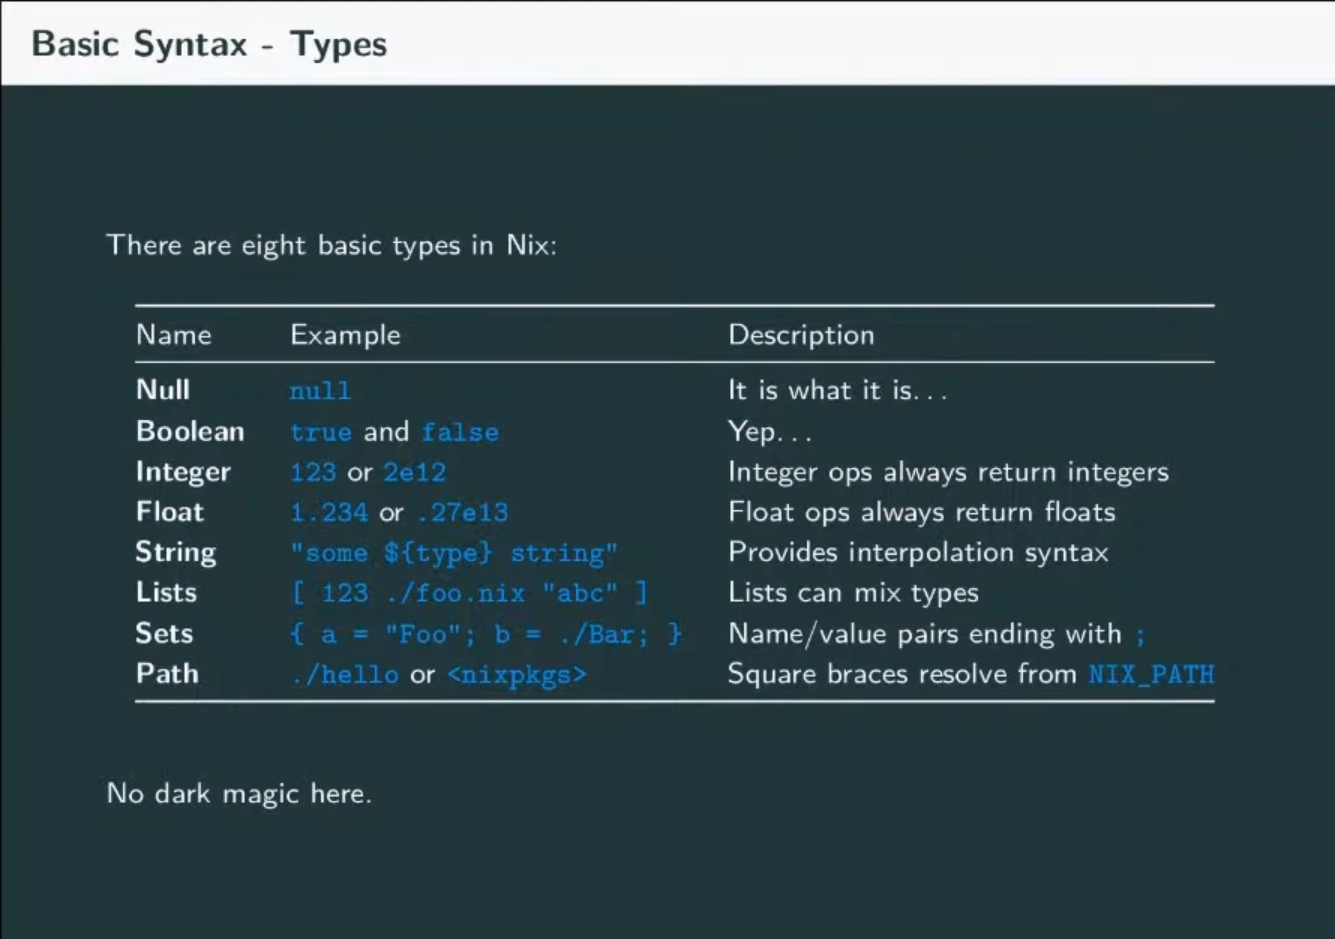 Basic Syntax - Types
There are eight basic types in Nix:
Name Example Description
Null null It is what it is...
Boolean true and false Yep...
Integer 123 or 2e12 Integer ops always return integers
Float 1.234 or .27e13 Float ops always return floats
String "some ${type} string" Provides interpolation syntax
Lists [ 123 ./foo.nix "abc" ] Lists can mix types
Sets { a = "Foo"; b = ./Bar; } Name/value pairs ending with ;
Path ./hello or <nixpkgs> Square braces resolve from NIX_PATH
No dark magic here.